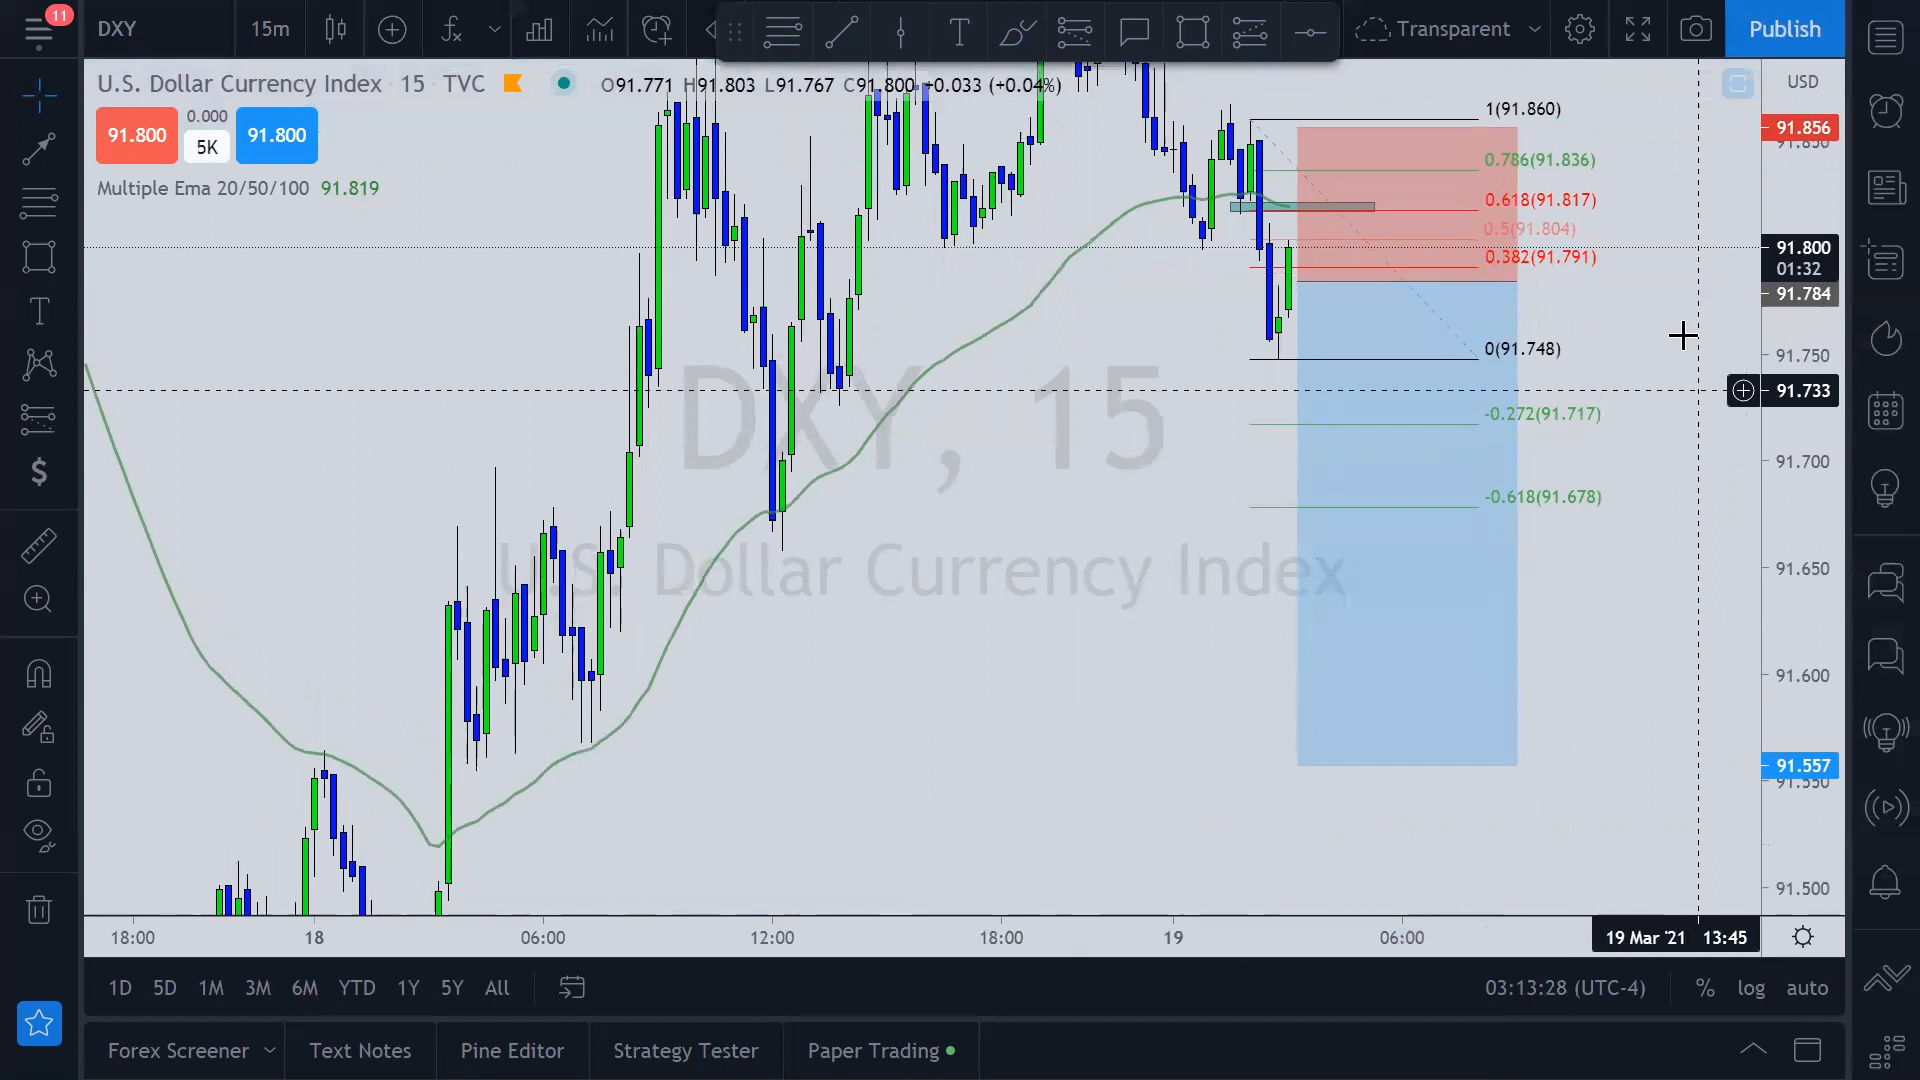 11
DXY
15m
Transparent
Publish
U.S. Dollar Currency Index · 15 · TVC
O91.771 H91.803 L91.767 C91.800 +0.033 (+0.04%)
USD
91.800
0.000
5K
91.800
Multiple Ema 20/50/100 91.819
1(91.860)
0.786(91.836)
0.618(91.817)
0.5(91.804)
0.382(91.791)
0(91.748)
-0.272(91.717)
-0.618(91.678)
91.856
91.850
91.800
01:32
91.784
91.750
91.733
91.700
91.650
91.600
91.557
91.550
91.500
DXY, 15
U.S. Dollar Currency Index
18:00
18
06:00
12:00
18:00
19
06:00
19 Mar '21 13:45
1D 5D 1M 3M 6M YTD 1Y 5Y All
03:13:28 (UTC-4)
% log auto
Forex Screener
Text Notes
Pine Editor
Strategy Tester
Paper Trading